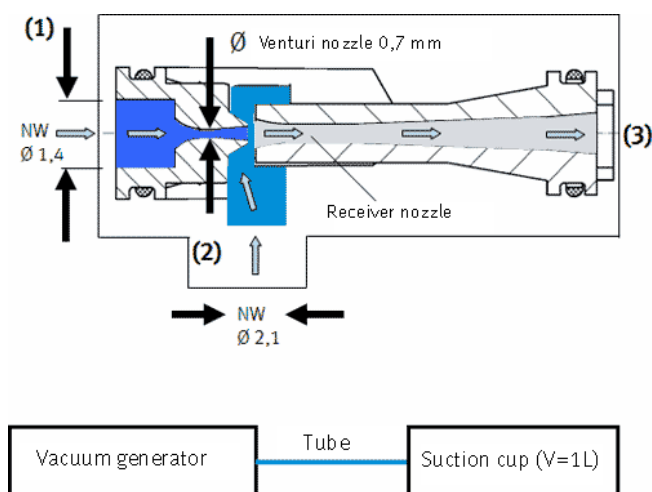 (1)
Ø Venturi nozzle 0,7 mm
NW
Ø 1,4
(3)
Receiver nozzle
(2)
NW
Ø 2,1
Vacuum generator
Tube
Suction cup (V=1L)